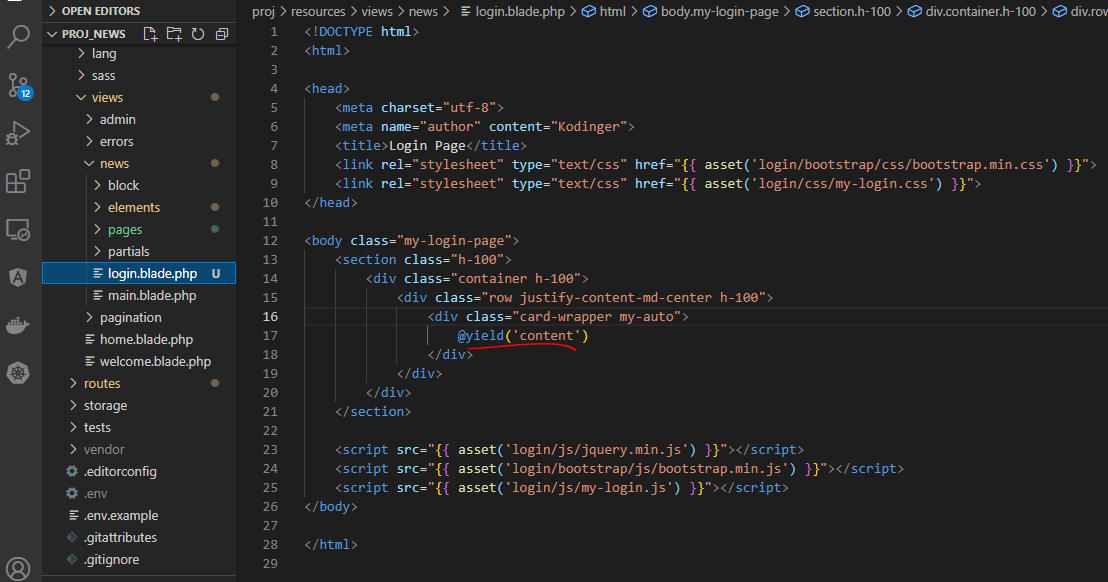 OPEN EDITORS
PROJ_NEWS
lang
sass
views
admin
errors
news
block
elements
pages
partials
login.blade.php U
main.blade.php
pagination
home.blade.php
welcome.blade.php
routes
storage
tests
vendor
.editorconfig
.env
.env.example
.gitattributes
.gitignore
12
proj > resources > views > news > login.blade.php > html > body.my-login-page > section.h-100 > div.container.h-100 > div.row
1 <!DOCTYPE html>
2 <html>
3
4 <head>
5 <meta charset="utf-8">
6 <meta name="author" content="Kodinger">
7 <title>Login Page</title>
8 <link rel="stylesheet" type="text/css" href="{{ asset('login/bootstrap/css/bootstrap.min.css') }}">
9 <link rel="stylesheet" type="text/css" href="{{ asset('login/css/my-login.css') }}">
10 </head>
11
12 <body class="my-login-page">
13 <section class="h-100">
14 <div class="container h-100">
15 <div class="row justify-content-md-center h-100">
16 <div class="card-wrapper my-auto">
17 @yield('content')
18 </div>
19 </div>
20 </div>
21 </section>
22
23 <script src="{{ asset('login/js/jquery.min.js') }}"></script>
24 <script src="{{ asset('login/bootstrap/js/bootstrap.min.js') }}"></script>
25 <script src="{{ asset('login/js/my-login.js') }}"></script>
26 </body>
27
28 </html>
29